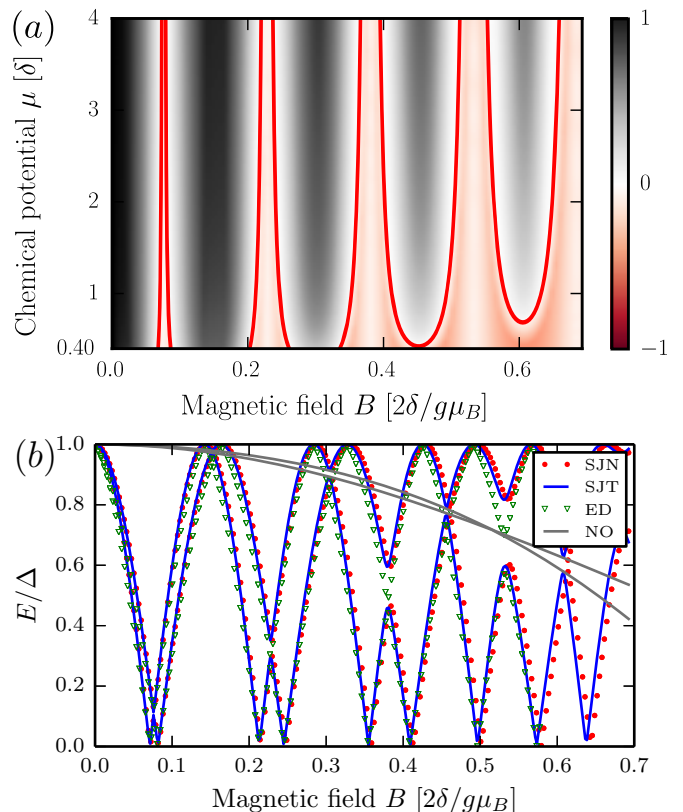 (a)
4
3
2
1
0.40
Chemical potential μ [δ]
0.0 0.2 0.4 0.6
Magnetic field B [2δ/gμ_B]
1
0
−1
(b)
1.0
0.8
0.6
0.4
0.2
0.0
E/Δ
SJN
SJT
ED
NO
0.0 0.1 0.2 0.3 0.4 0.5 0.6 0.7
Magnetic field B [2δ/gμ_B]